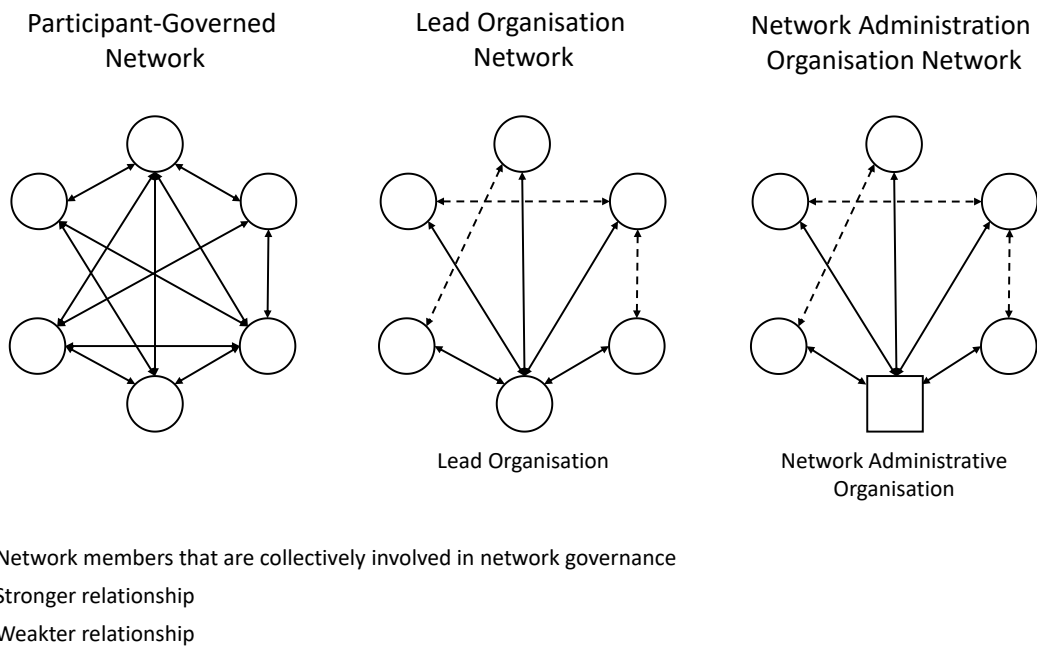 Participant-Governed
Network
Lead Organisation
Network
Network Administration
Organisation Network
Lead Organisation
Network Administrative
Organisation
Network members that are collectively involved in network governance
Stronger relationship
Weakter relationship